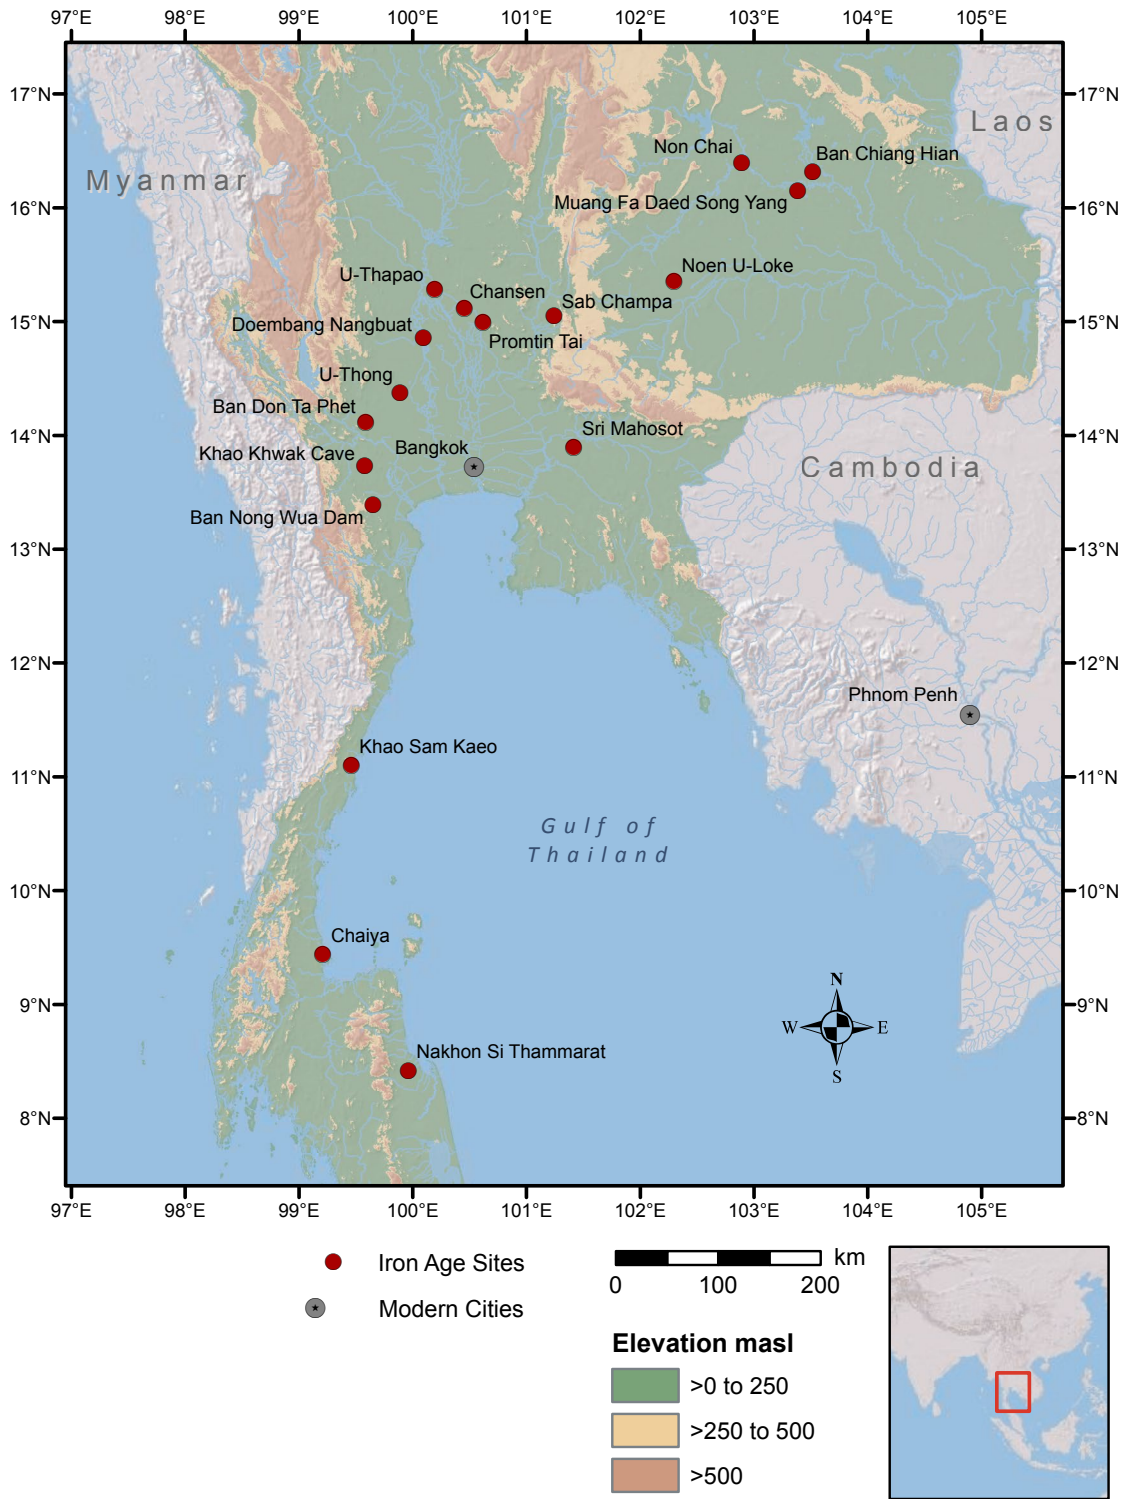 97°E 98°E 99°E 100°E 101°E 102°E 103°E 104°E 105°E
17°N 17°N
Laos
Non Chai
Ban Chiang Hian
Myanmar
Muang Fa Daed Song Yang
16°N 16°N
Noen U-Loke
U-Thapao
Chansen
Sab Champa
Doembang Nangbuat
15°N 15°N
Promtin Tai
U-Thong
Ban Don Ta Phet
14°N 14°N
Sri Mahosot
Khao Khwak Cave
Bangkok
Cambodia
Ban Nong Wua Dam
13°N 13°N
12°N 12°N
Phnom Penh
Khao Sam Kaeo
11°N 11°N
Gulf of
Thailand
10°N 10°N
Chaiya
N
9°N 9°N
W E
S
Nakhon Si Thammarat
8°N 8°N
97°E 98°E 99°E 100°E 101°E 102°E 103°E 104°E 105°E
Iron Age Sites
Modern Cities
km
0 100 200
Elevation masl
>0 to 250
>250 to 500
>500